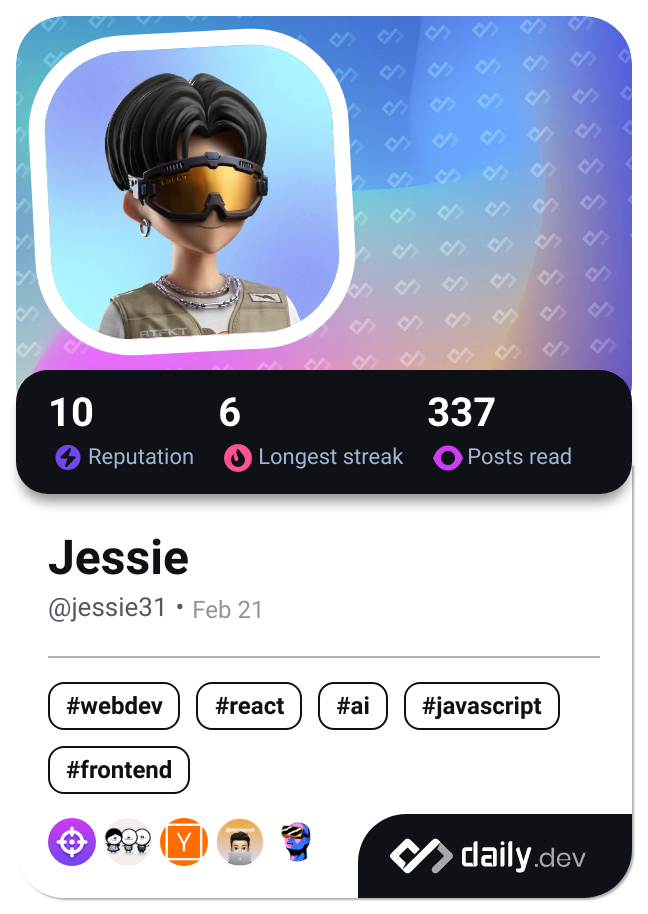 RTFKT
10 6 337
Reputation Longest streak Posts read
Jessie
@jessie31 • Feb 21
#webdev #react #ai #javascript
#frontend
Y
daily.dev